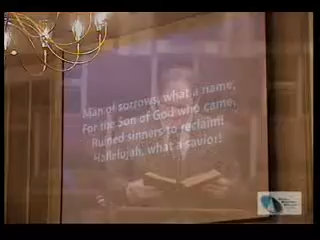 Man of sorrows, what a name,
For the Son of God who came,
Ruined sinners to reclaim!
Hallelujah, what a savior!